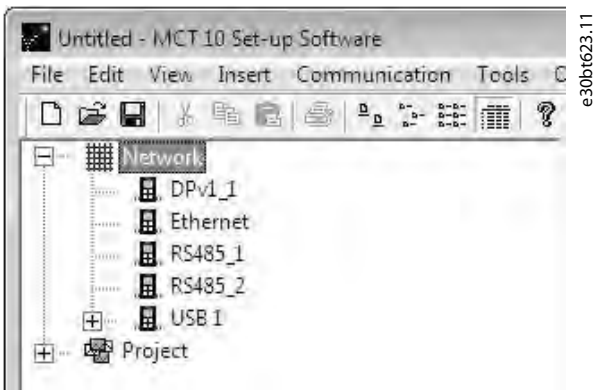 Untitled - MCT 10 Set-up Software
File Edit View Insert Communication Tools O
Network
DPv1_1
Ethernet
RS485_1
RS485_2
USB 1
Project
e30bt623.11